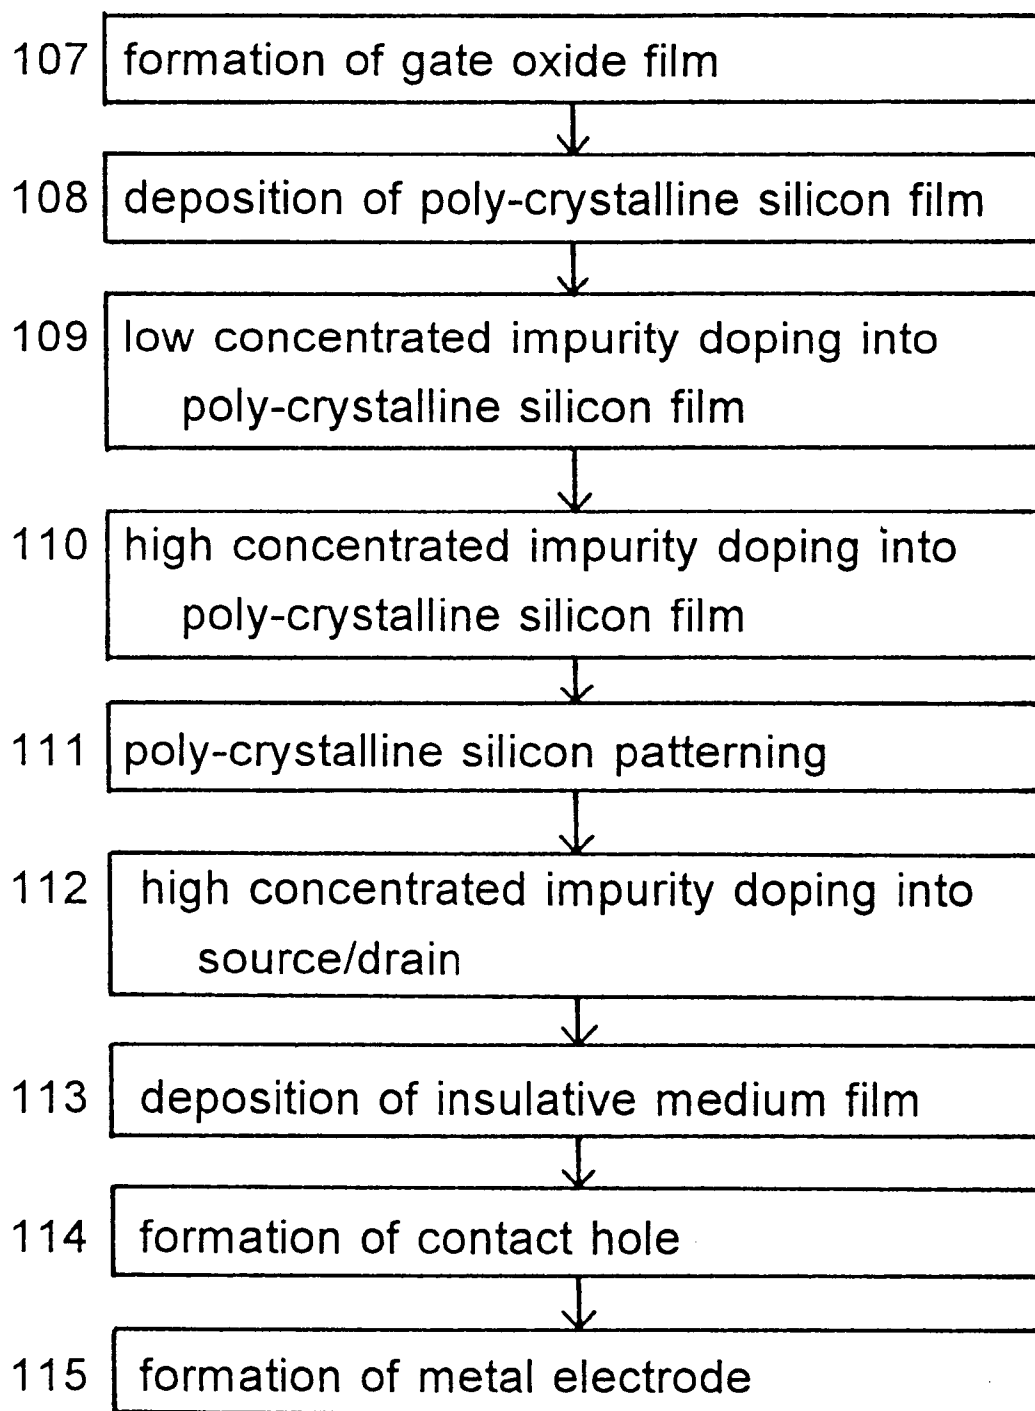 107 formation of gate oxide film
108 deposition of poly-crystalline silicon film
109 low concentrated impurity doping into
poly-crystalline silicon film
110 high concentrated impurity doping into
poly-crystalline silicon film
111 poly-crystalline silicon patterning
112 high concentrated impurity doping into
source/drain
113 deposition of insulative medium film
114 formation of contact hole
115 formation of metal electrode